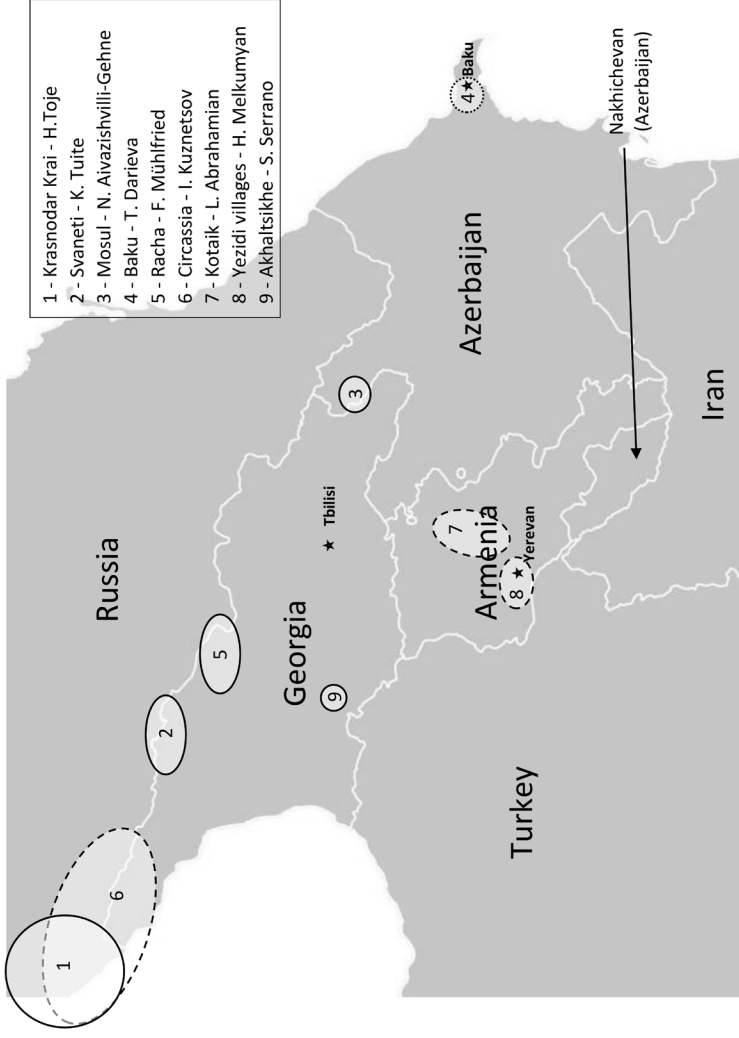 1 - Krasnodar Krai - H.Toje
2 - Svaneti - K. Tuite
3 - Mosul - N. Aivazishvilli-Gehne
4 - Baku - T. Darieva
5 - Racha - F. Mühlfried
6 - Circassia - I. Kuznetsov
7 - Kotaik - L. Abrahamian
8 - Yezidi villages - H. Melkumyan
9 - Akhaltsikhe - S. Serrano
1
6
Russia
2
5
Georgia
Tbilisi
9
3
4
Baku
Azerbaijan
7
Armenia
8
Yerevan
Turkey
Nakhichevan
(Azerbaijan)
Iran